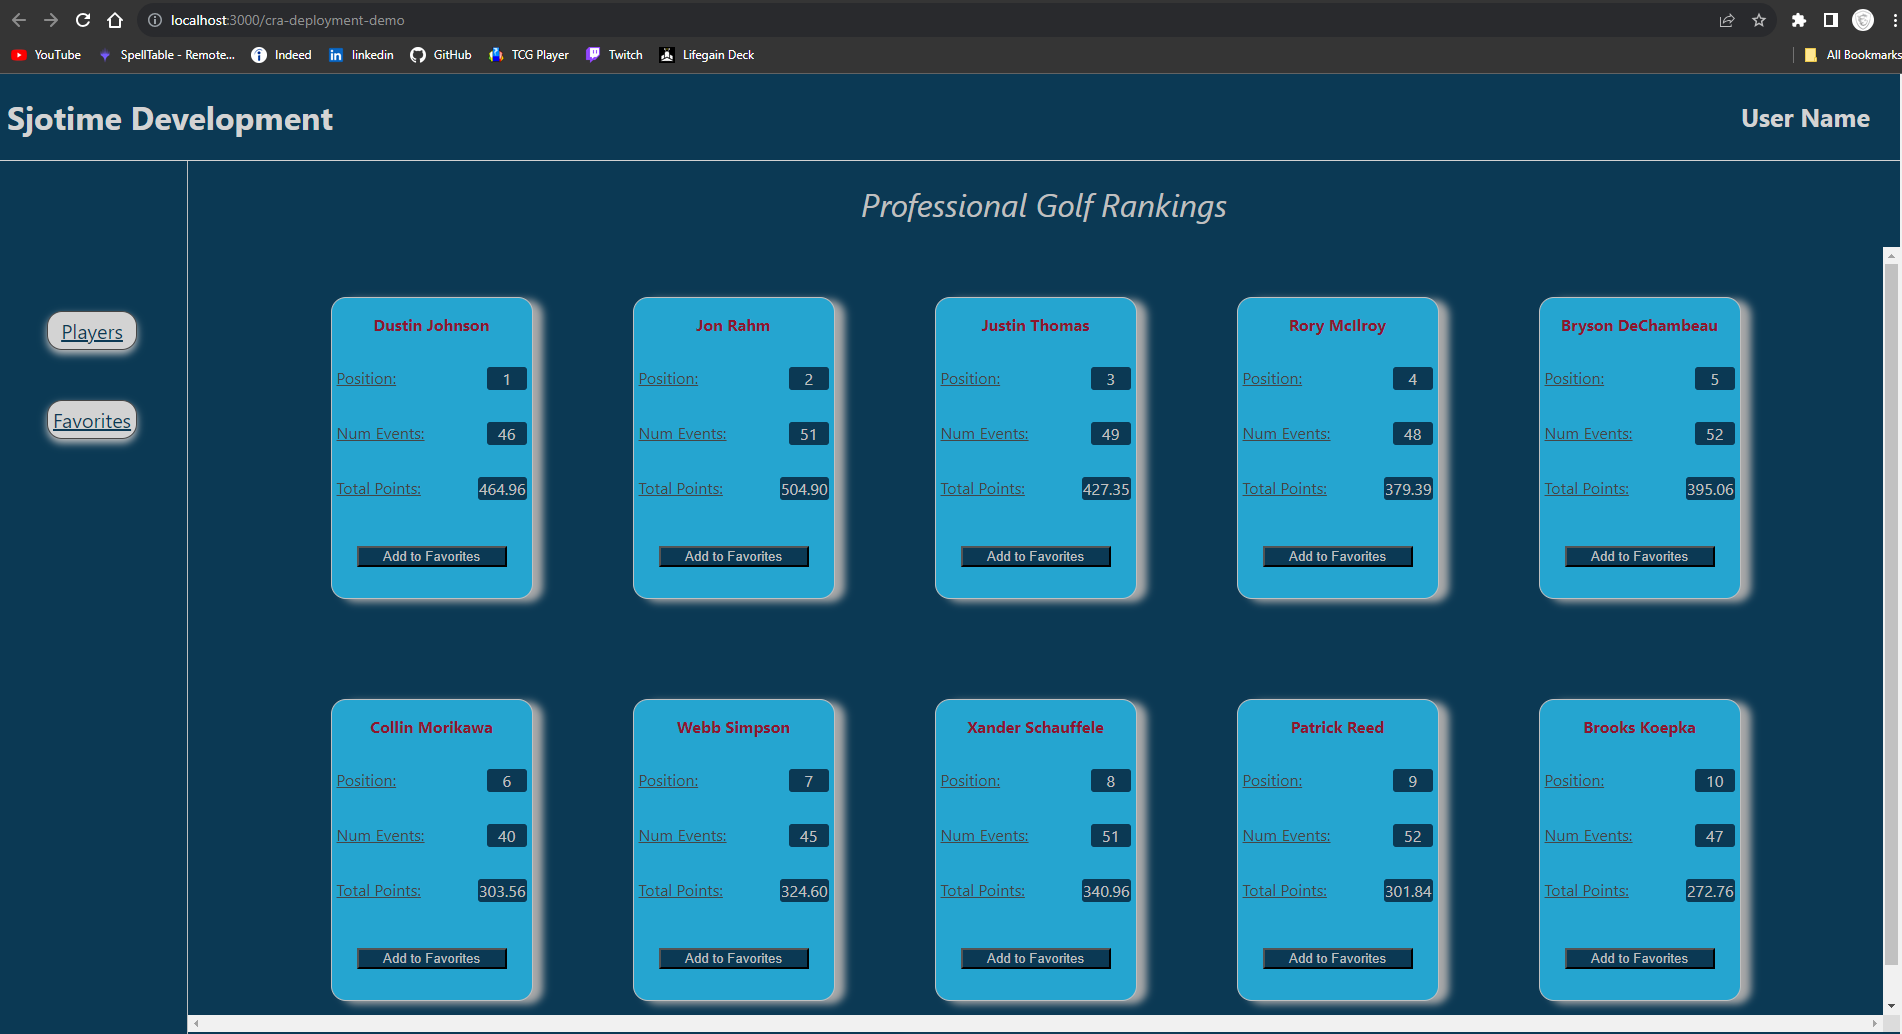 localhost:3000/cra-deployment-demo
YouTube SpellTable - Remote... Indeed linkedin GitHub TCG Player Twitch Lifegain Deck All Bookmarks
Sjotime Development User Name
Professional Golf Rankings
Players
Favorites
Dustin Johnson Jon Rahm Justin Thomas Rory McIlroy Bryson DeChambeau
Position: 1 Position: 2 Position: 3 Position: 4 Position: 5
Num Events: 46 Num Events: 51 Num Events: 49 Num Events: 48 Num Events: 52
Total Points: 464.96 Total Points: 504.90 Total Points: 427.35 Total Points: 379.39 Total Points: 395.06
Add to Favorites Add to Favorites Add to Favorites Add to Favorites Add to Favorites
Collin Morikawa Webb Simpson Xander Schauffele Patrick Reed Brooks Koepka
Position: 6 Position: 7 Position: 8 Position: 9 Position: 10
Num Events: 40 Num Events: 45 Num Events: 51 Num Events: 52 Num Events: 47
Total Points: 303.56 Total Points: 324.60 Total Points: 340.96 Total Points: 301.84 Total Points: 272.76
Add to Favorites Add to Favorites Add to Favorites Add to Favorites Add to Favorites